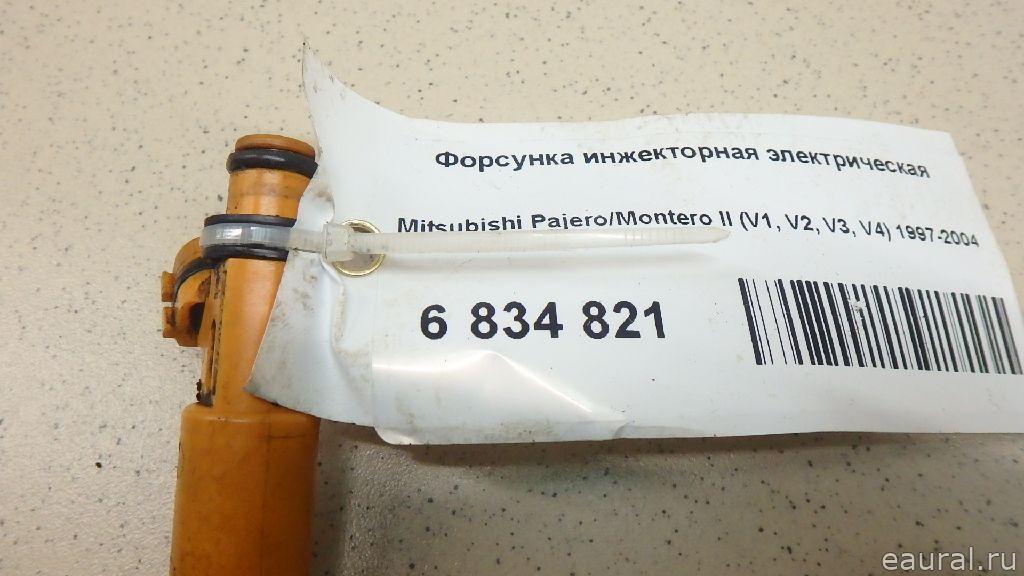 Форсунка инжекторная электрическая
Mitsubishi Pajero/Montero II (V1, V2, V3, V4) 1997-2004
6 834 821
eaural.ru